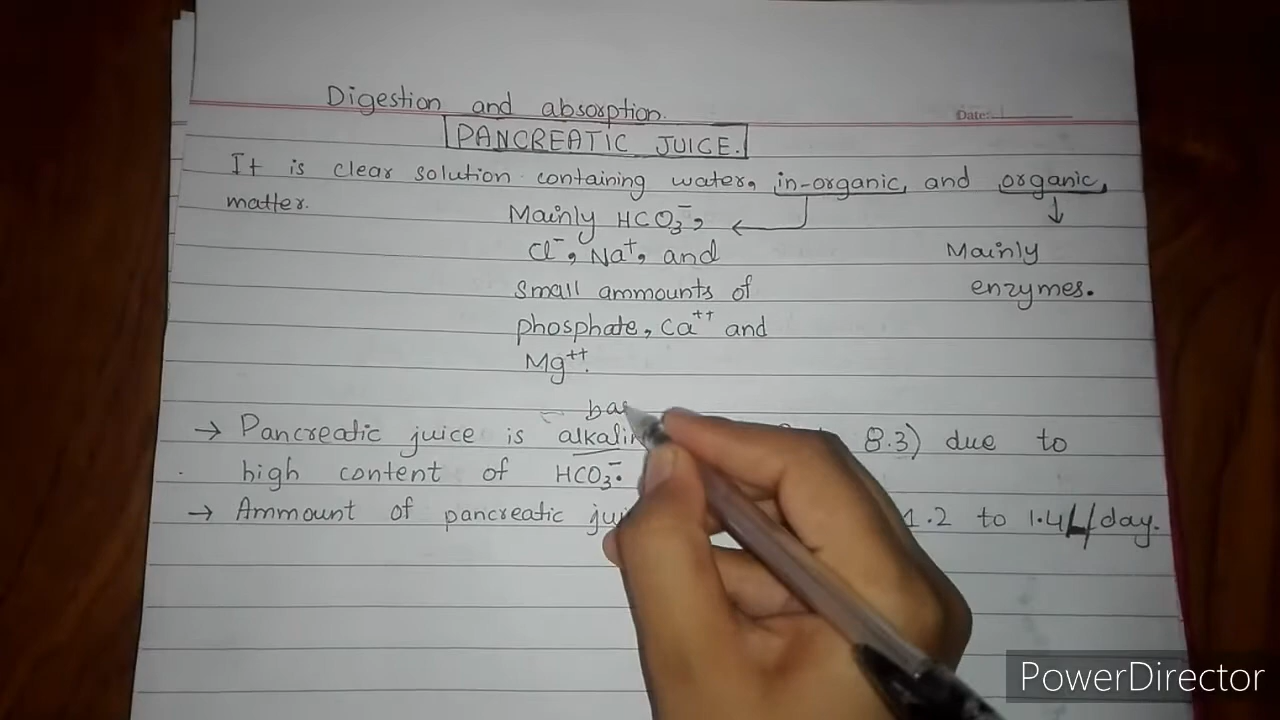 Digestion and absorption.
Date:
PANCREATIC JUICE.
It is clear solution containing water, in-organic, and organic,
matter.
Mainly HCO₃⁻,
Cl⁻, Na⁺, and
small ammounts of
phosphate, Ca⁺⁺ and
Mg⁺⁺.
Mainly
enzymes.
bas
→ Pancreatic juice is 8.3) due to
high content of HCO₃⁻.
→ Ammount of pancreatic 1.2 to 1.4L/day.
PowerDirector